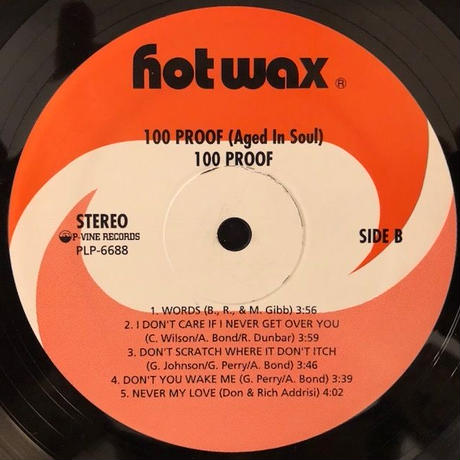 hot wax ®
100 PROOF (Aged In Soul)
100 PROOF
STEREO
P-VINE RECORDS
PLP-6688
SIDE B
1. WORDS (B., R., & M. Gibb) 3:56
2. I DON'T CARE IF I NEVER GET OVER YOU
(C. Wilson/A. Bond/R. Dunbar) 3:59
3. DON'T SCRATCH WHERE IT DON'T ITCH
(G. Johnson/G. Perry/A. Bond) 3:46
4. DON'T YOU WAKE ME (G. Perry/A. Bond) 3:39
5. NEVER MY LOVE (Don & Rich Addrisi) 4:02